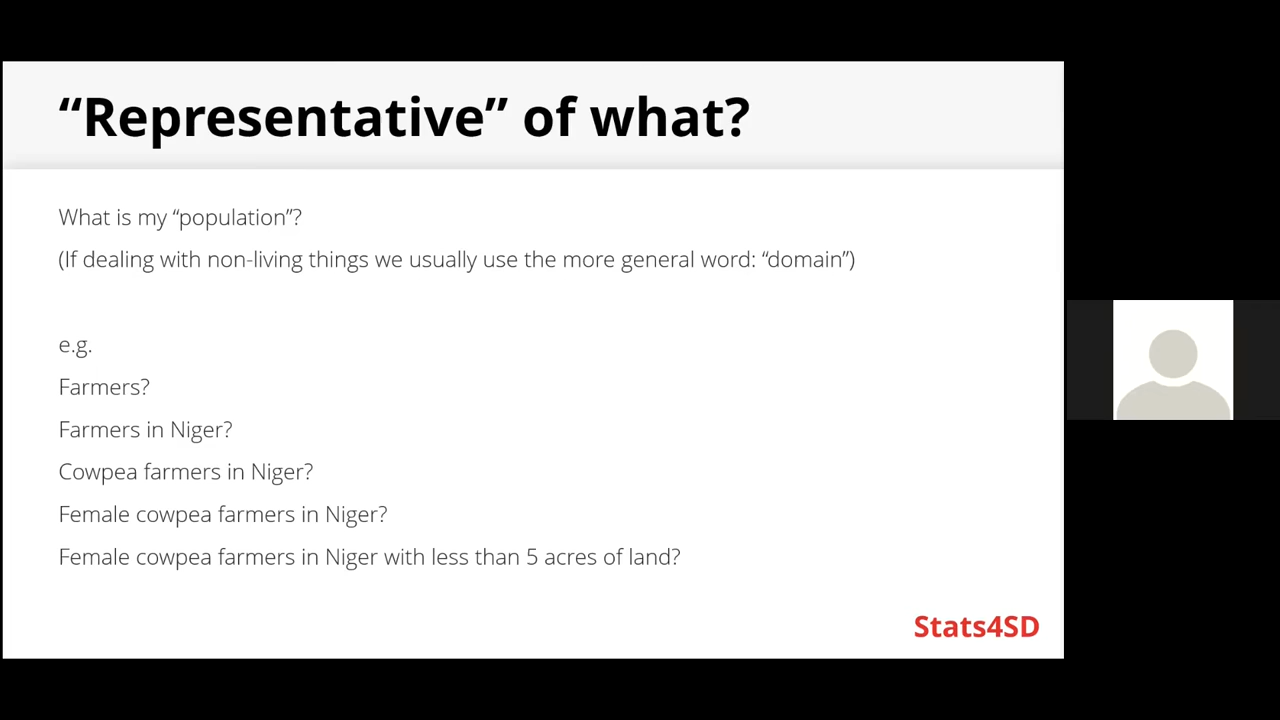 “Representative” of what?
What is my “population”?
(If dealing with non-living things we usually use the more general word: “domain”)
e.g.
Farmers?
Farmers in Niger?
Cowpea farmers in Niger?
Female cowpea farmers in Niger?
Female cowpea farmers in Niger with less than 5 acres of land?
Stats4SD